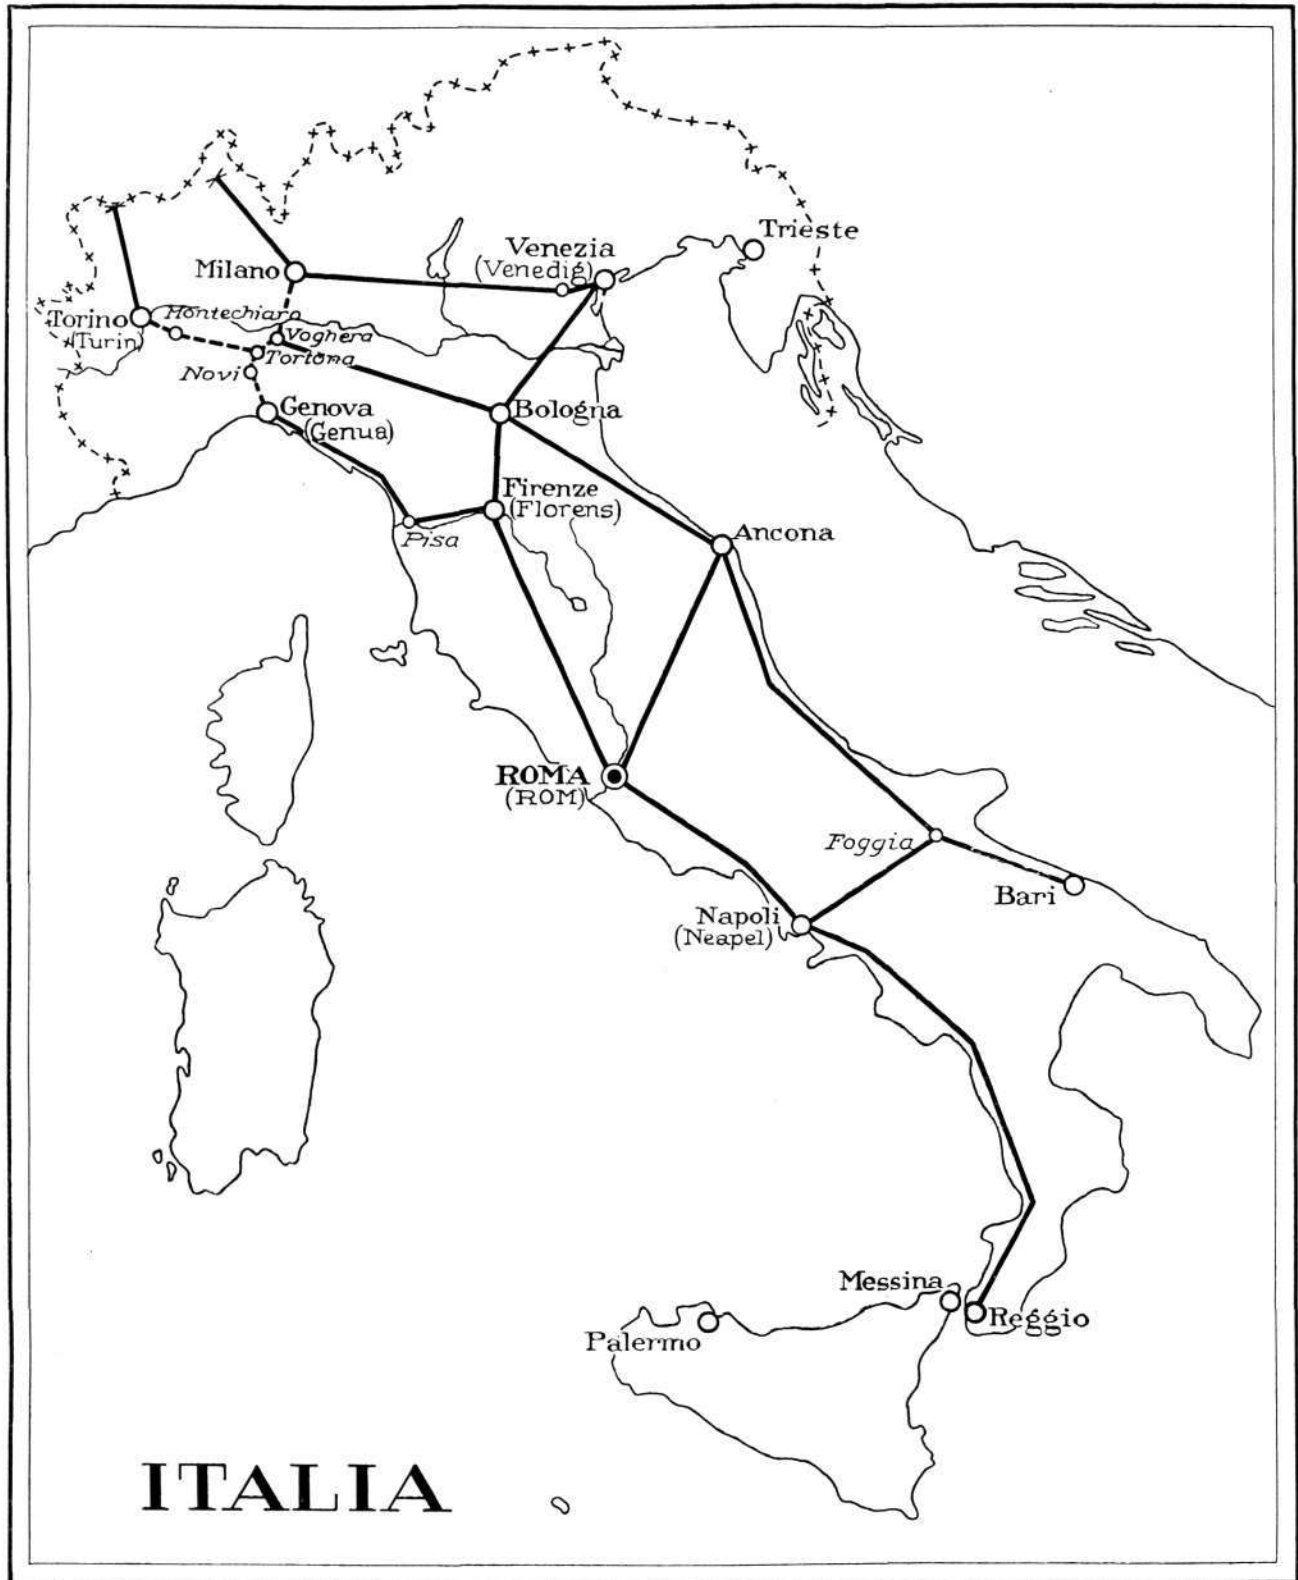 Trieste
Venezia
(Venedig)
Milano
Montechiaro
Torino
(Turin)
Voghera
Tortona
Novi
Genova
(Genua)
Bologna
Firenze
(Florens)
Pisa
Ancona
ROMA
(ROM)
Foggia
Bari
Napoli
(Neapel)
Messina
Reggio
Palermo
ITALIA